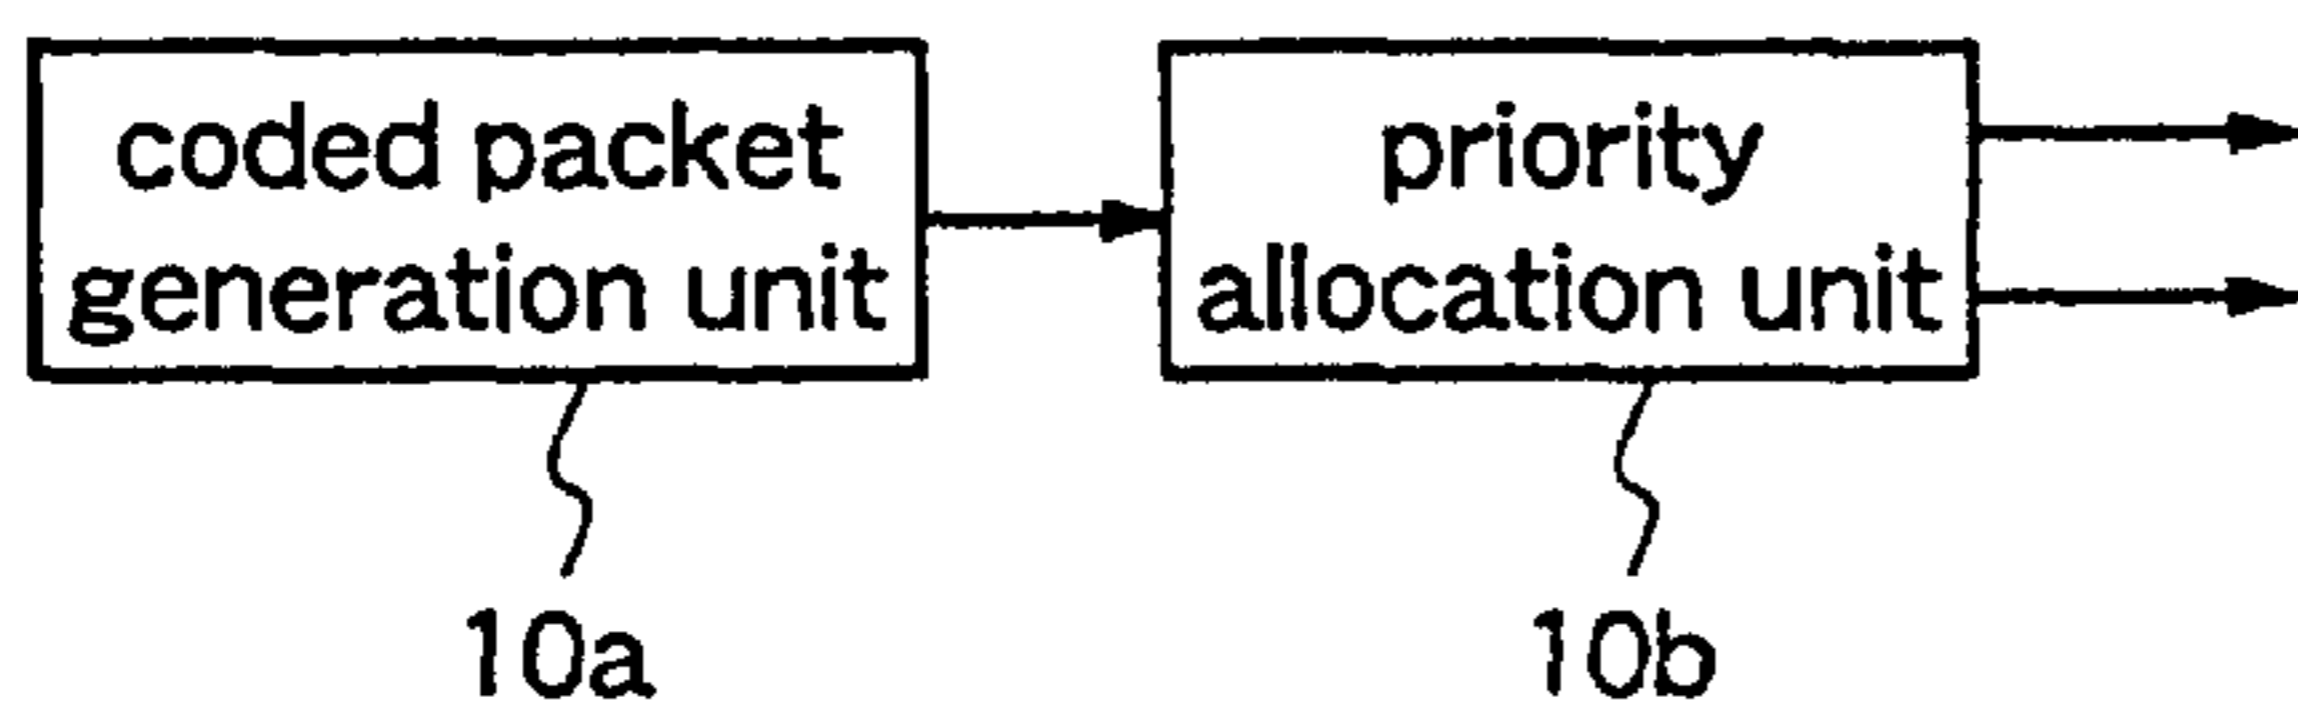 coded packet
generation unit
priority
allocation unit
10a
10b